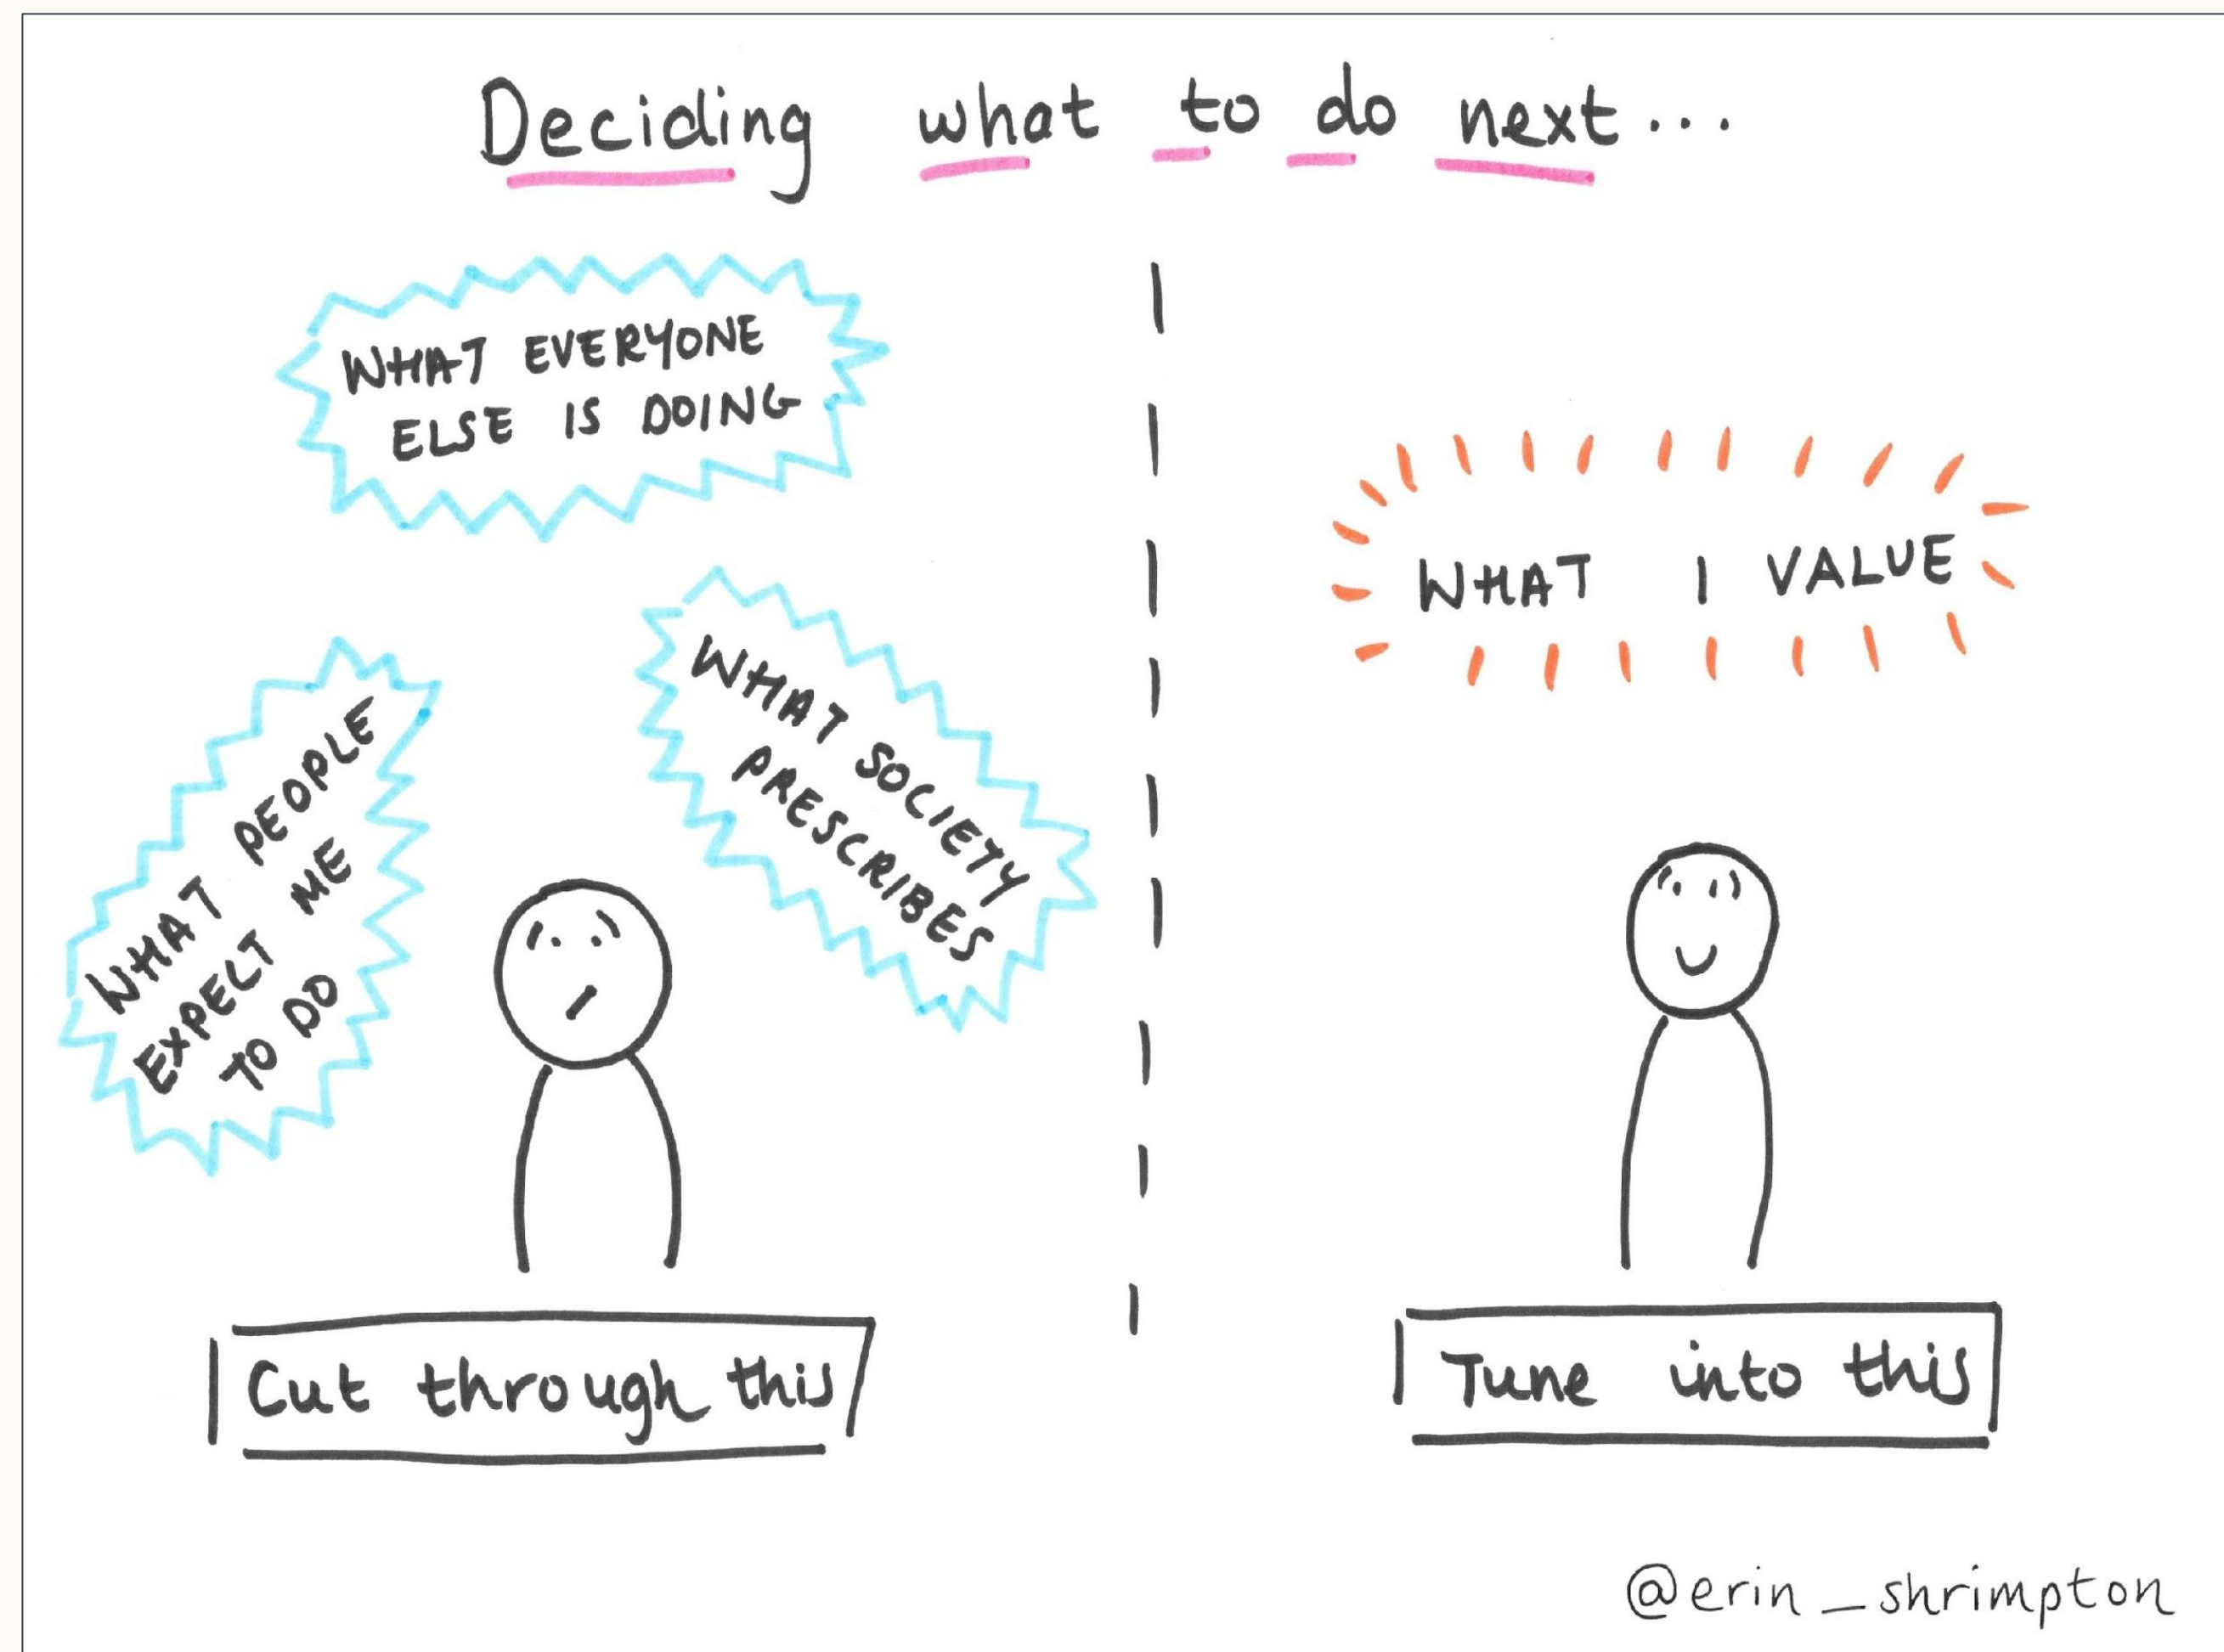 Deciding what to do next...
WHAT EVERYONE
ELSE IS DOING
WHAT PEOPLE
EXPECT ME
TO DO
WHAT SOCIETY
PRESCRIBES
Cut through this
WHAT I VALUE
Tune into this
@erin_shrimpton